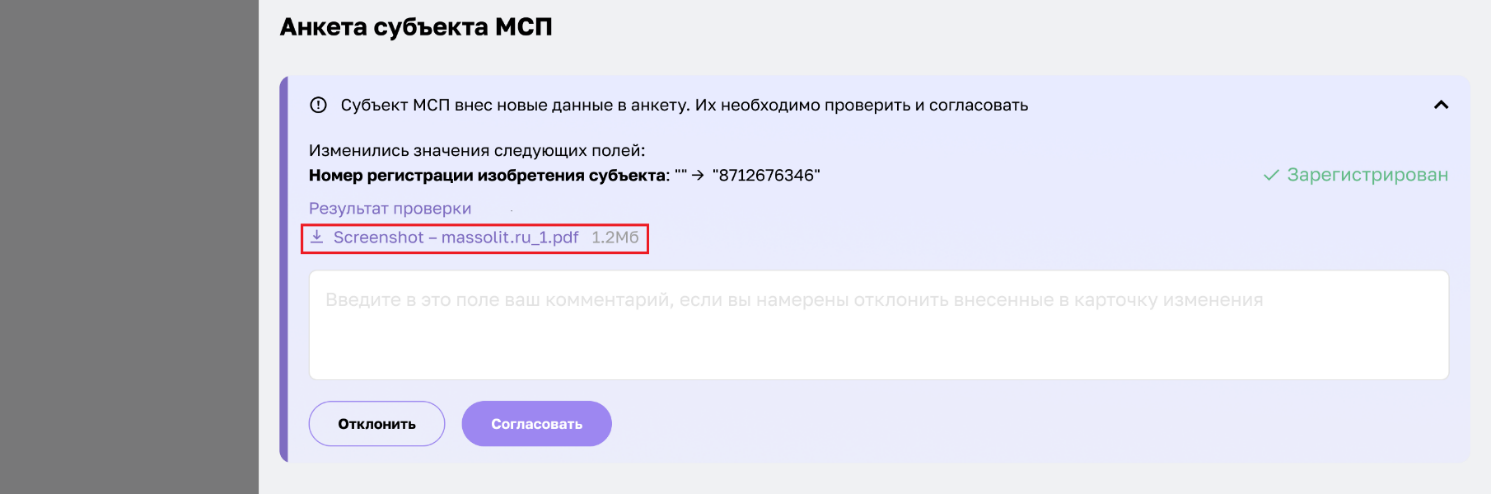 Анкета субъекта МСП
Субъект МСП внес новые данные в анкету. Их необходимо проверить и согласовать
Изменились значения следующих полей:
Номер регистрации изобретения субъекта: "" → "8712676346"
Зарегистрирован
Результат проверки
Screenshot – massolit.ru_1.pdf 1.2Мб
Введите в это поле ваш комментарий, если вы намерены отклонить внесенные в карточку изменения
Отклонить Согласовать